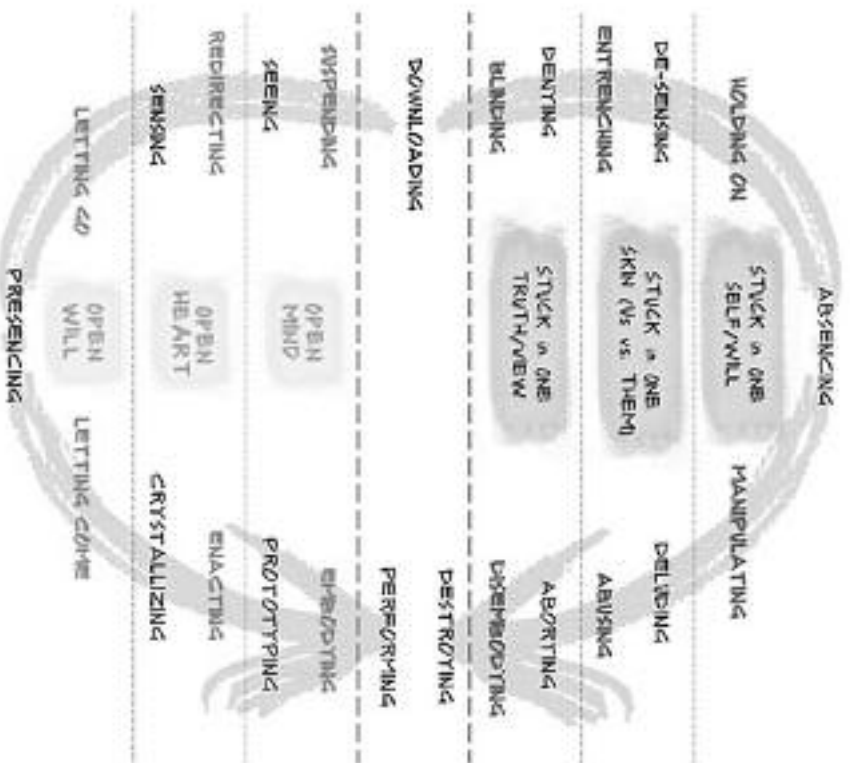 ABSENCING
HOLDING ON
STUCK in ONE
SELF/WILL
MANIPULATING
DE-SENSING
STUCK in ONE
SKIN (Us vs. THEM)
DELUDING
ENTRENCHING
ABUSING
DENYING
STUCK in ONE
TRUTH/VIEW
ABORTING
BLINDING
DISEMBODYING
DESTROYING
DOWNLOADING
PERFORMING
SUSPENDING
OPEN
MIND
EMBODYING
SEEING
PROTOTYPING
REDIRECTING
OPEN
HEART
ENACTING
SENSING
CRYSTALLIZING
LETTING GO
OPEN
WILL
LETTING COME
PRESENCING